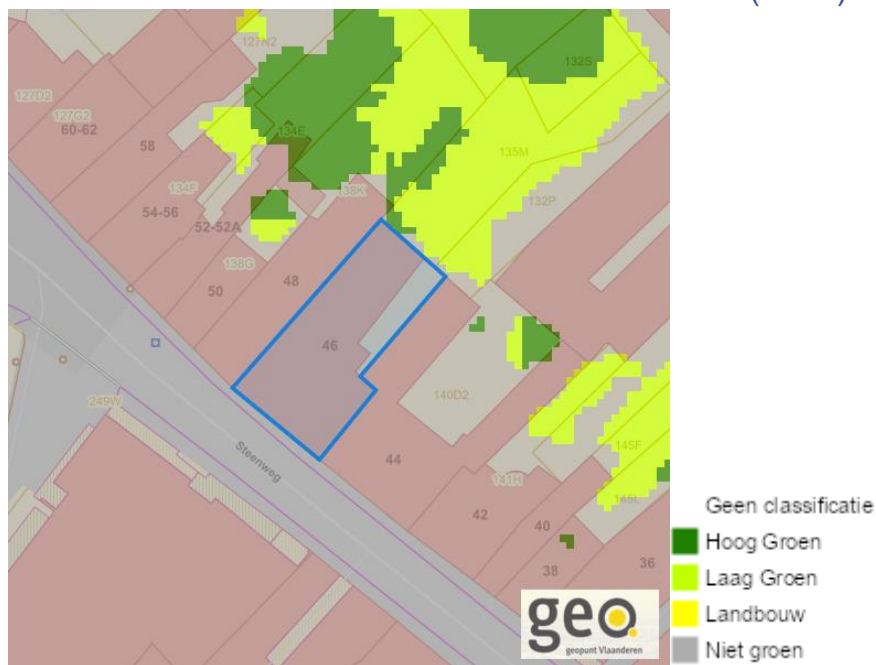 127N2
132S
127D2
127G2
60-62
58
134E
135M
134F
138K
132P
54-56
52-52A
138G
48
50
46
140D2
249W
Steenweg
44
145F
141H
145L
42
40
38
36
geo
geopunt Vlaanderen
Geen classificatie
Hoog Groen
Laag Groen
Landbouw
Niet groen